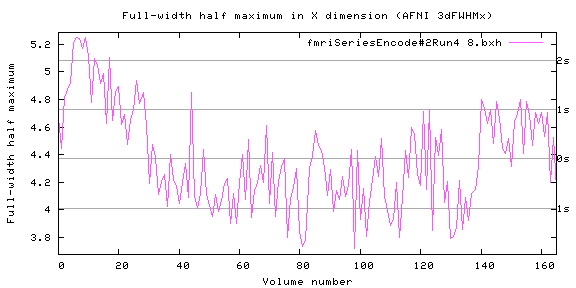 Full-width half maximum in X dimension (AFNI 3dFWHMx)
fmriSeriesEncode#2Run4 8.bxh
Full-width half maximum
5.2
5
4.8
4.6
4.4
4.2
4
3.8
2s
1s
0s
1s
0 20 40 60 80 100 120 140 160
Volume number